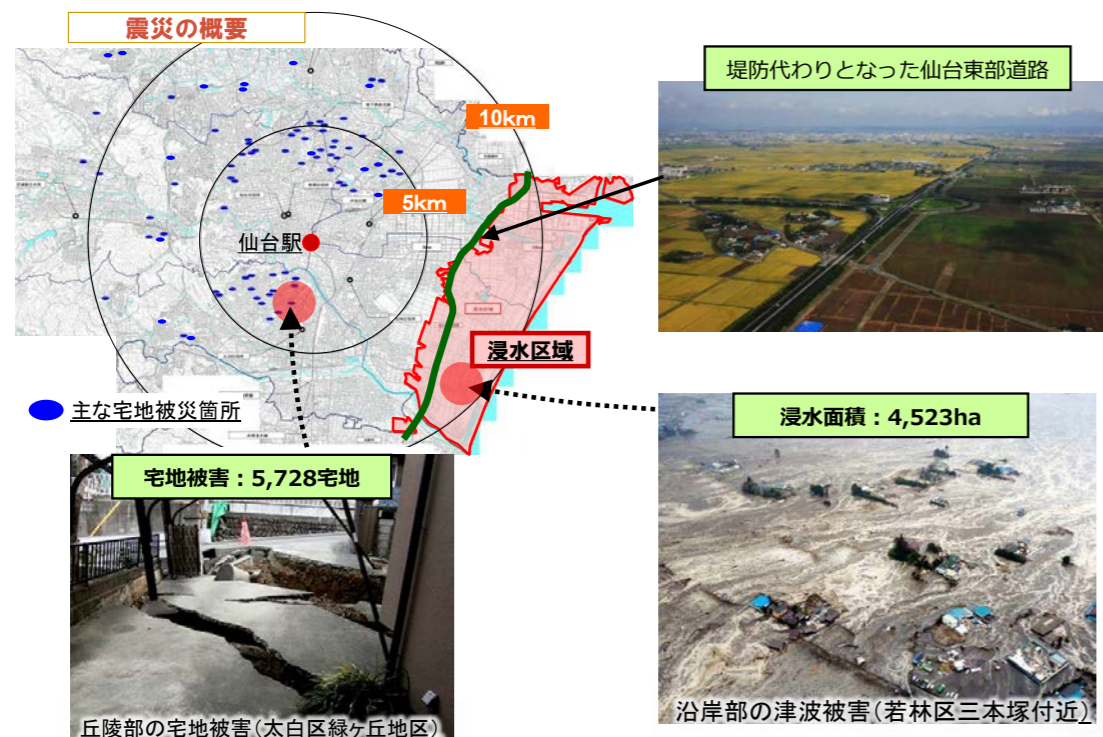 震災の概要
堤防代わりとなった仙台東部道路
10km
5km
仙台駅
浸水区域
主な宅地被災箇所
浸水面積：4,523ha
宅地被害：5,728宅地
丘陵部の宅地被害（太白区緑ヶ丘地区）
沿岸部の津波被害（若林区三本塚付近）